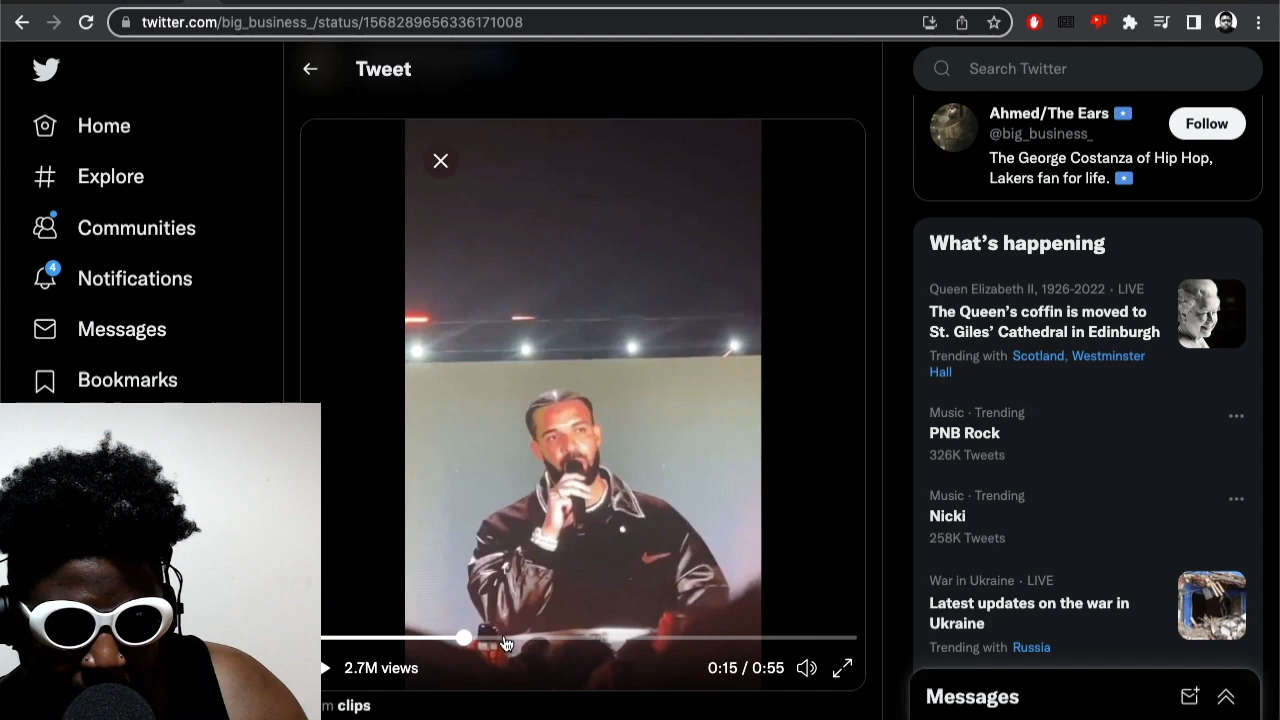 twitter.com/big_business_/status/1568289656336171008
Tweet
Search Twitter
Home
Explore
Communities
4
Notifications
Messages
Bookmarks
Ahmed/The Ears
@big_business_
Follow
The George Costanza of Hip Hop,
Lakers fan for life.
What's happening
Queen Elizabeth II, 1926-2022 · LIVE
The Queen's coffin is moved to
St. Giles' Cathedral in Edinburgh
Trending with Scotland, Westminster
Hall
Music · Trending
PNB Rock
326K Tweets
Music · Trending
Nicki
258K Tweets
War in Ukraine · LIVE
Latest updates on the war in
Ukraine
Trending with Russia
2.7M views
0:15 / 0:55
clips
Messages